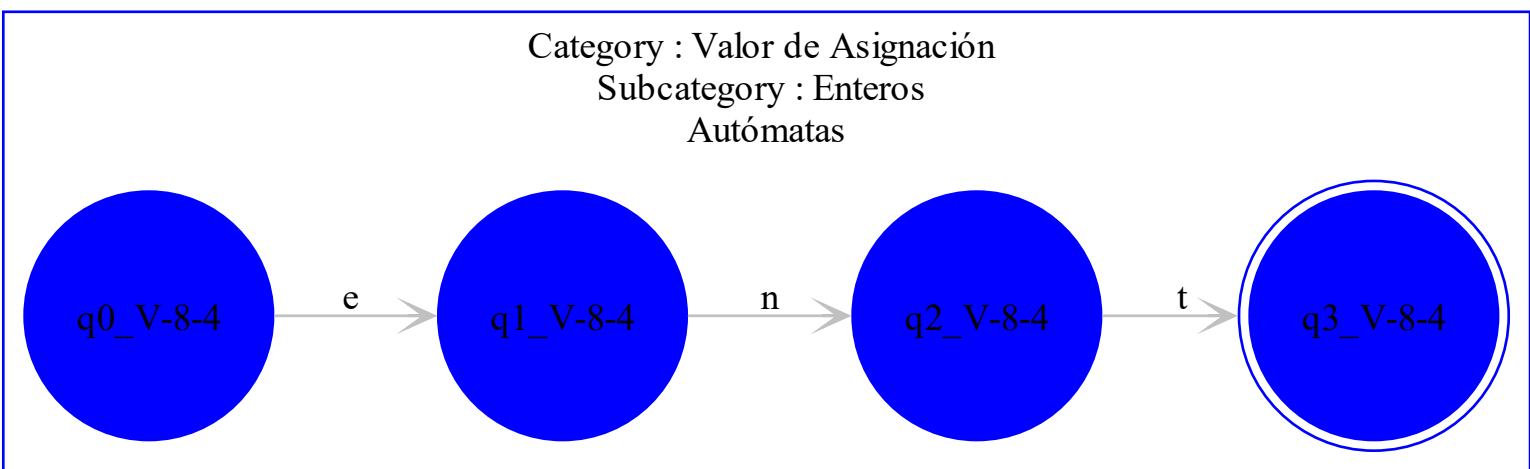 Category : Valor de Asignación
Subcategory : Enteros
Autómatas
q0_V-8-4
e
q1_V-8-4
n
q2_V-8-4
t
q3_V-8-4